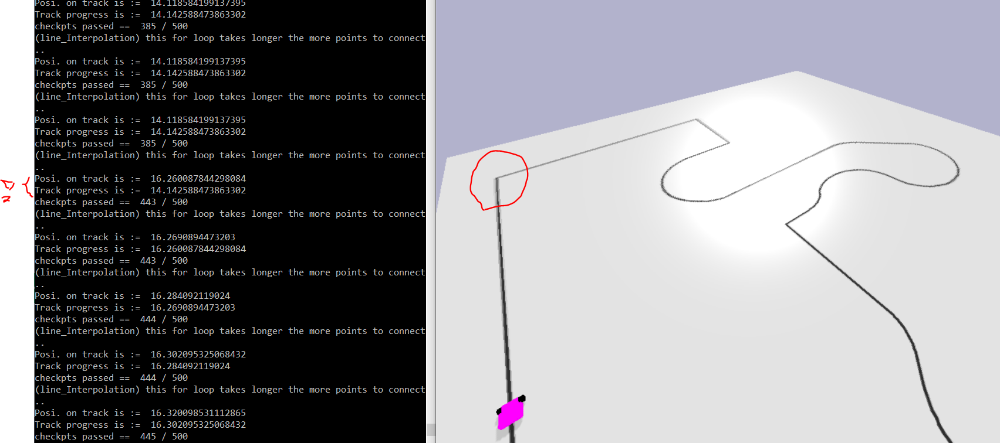 Posi. on track is :=  14.118584199137395
Track progress is :=  14.142588473863302
checkpts passed ==  385 / 500
(line_Interpolation) this for loop takes longer the more points to connect
..
Posi. on track is :=  14.118584199137395
Track progress is :=  14.142588473863302
checkpts passed ==  385 / 500
(line_Interpolation) this for loop takes longer the more points to connect
..
Posi. on track is :=  14.118584199137395
Track progress is :=  14.142588473863302
checkpts passed ==  385 / 500
(line_Interpolation) this for loop takes longer the more points to connect
..
Posi. on track is :=  16.260087844298084
Track progress is :=  14.142588473863302
checkpts passed ==  443 / 500
(line_Interpolation) this for loop takes longer the more points to connect
..
Posi. on track is :=  16.2690894473203
Track progress is :=  16.260087844298084
checkpts passed ==  443 / 500
(line_Interpolation) this for loop takes longer the more points to connect
..
Posi. on track is :=  16.284092119024
Track progress is :=  16.2690894473203
checkpts passed ==  444 / 500
(line_Interpolation) this for loop takes longer the more points to connect
..
Posi. on track is :=  16.302095325068432
Track progress is :=  16.284092119024
checkpts passed ==  444 / 500
(line_Interpolation) this for loop takes longer the more points to connect
..
Posi. on track is :=  16.320098531112865
Track progress is :=  16.302095325068432
checkpts passed ==  445 / 500